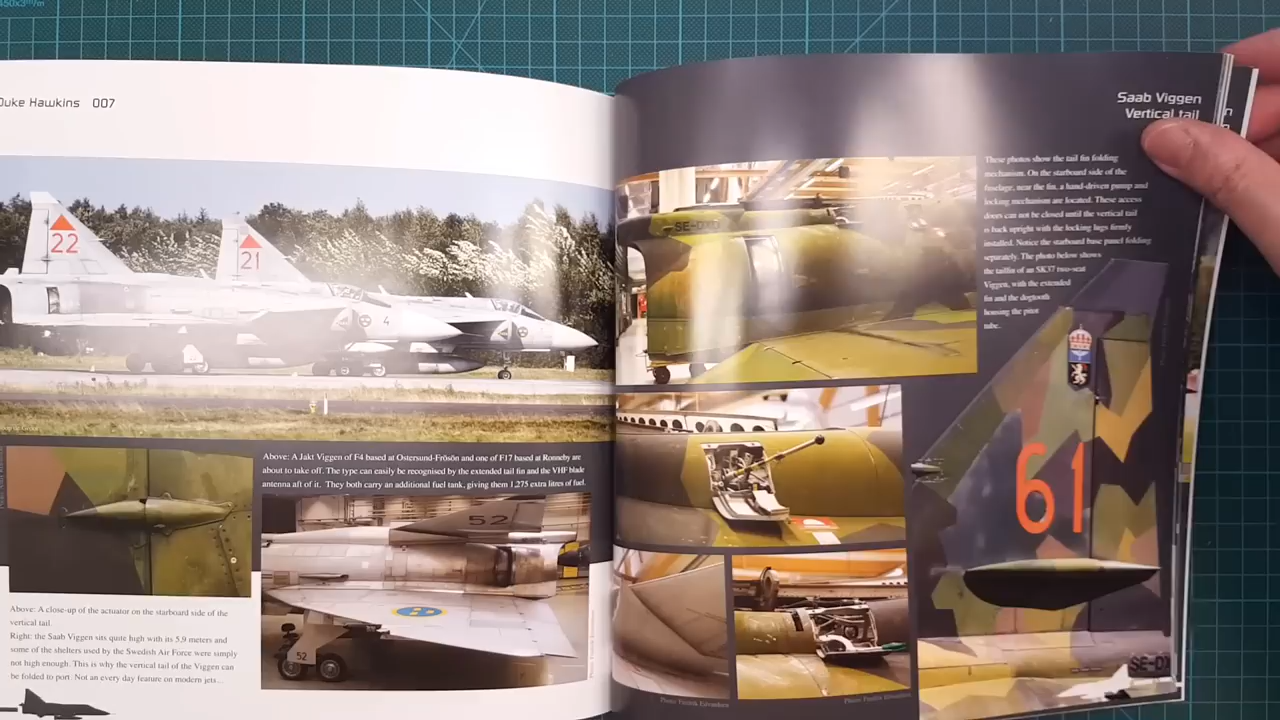 Duke Hawkins 007
22
21
4
Above: A Jakt Viggen of F4 based at Ostersund-Frösön and one of F17 based at Ronneby are
about to take off. The type can easily be recognised by the extended tail fin and the VHF blade
antenna aft of it. They both carry an additional fuel tank, giving them 1,275 extra litres of fuel.
52
52
Above: A close-up of the actuator on the starboard side of the
vertical tail.
Right: the Saab Viggen sits quite high with its 5,9 meters and
some of the shelters used by the Swedish Air Force were simply
not high enough. This is why the vertical tail of the Viggen can
be folded to port. Not an every day feature on modern jets...
Saab Viggen
Vertical tail
These photos show the tail fin folding
mechanism. On the starboard side of the
fuselage, near the fin, a hand-driven pump and
locking mechanism are located. These access
doors can not be closed until the vertical tail
is back upright with the locking lugs firmly
installed. Notice the starboard base panel folding
separately. The photo below shows
the tailfin of an SK37 two-seat
Viggen, with the extended
fin and the dogtooth
housing the pitot
tube.
SE-DX
61
SE-DX